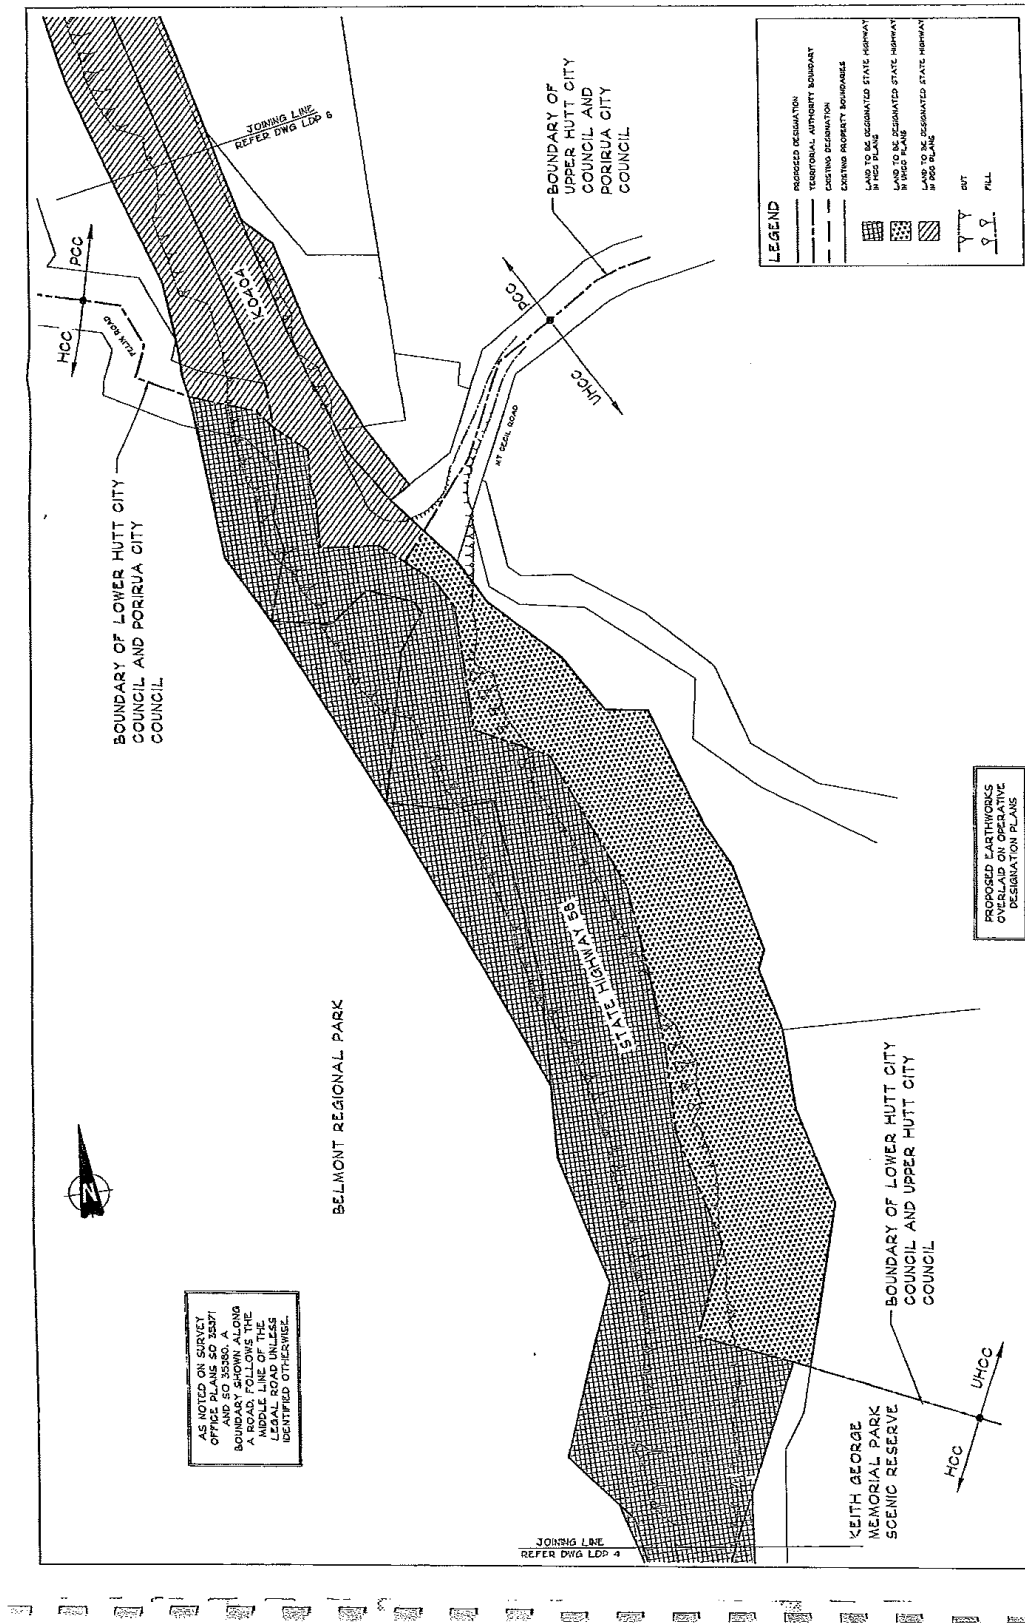 JOINING LINE
REFER DWG LDP 6
HCC
PCC
K0404
BOUNDARY OF LOWER HUTT CITY
COUNCIL AND PORIRUA CITY
COUNCIL
BOUNDARY OF
UPPER HUTT CITY
COUNCIL AND
PORIRUA CITY
COUNCIL
PCC
UHCC
MT CECIL ROAD
LEGEND
PROPOSED DESIGNATION
TERRITORIAL AUTHORITY BOUNDARY
EXISTING DESIGNATION
EXISTING PROPERTY BOUNDARIES
LAND TO BE DESIGNATED STATE HIGHWAY
IN HCC PLANS
LAND TO BE DESIGNATED STATE HIGHWAY
IN UHCC PLANS
LAND TO BE DESIGNATED STATE HIGHWAY
IN PCC PLANS
CUT
FILL
STATE HIGHWAY 58
BELMONT REGIONAL PARK
N
AS NOTED ON SURVEY
OFFICE PLANS SO 35371
AND SO 35380. A
BOUNDARY SHOWN ALONG
A ROAD, FOLLOWS THE
MIDDLE LINE OF THE
LEGAL ROAD UNLESS
IDENTIFIED OTHERWISE.
PROPOSED EARTHWORKS
OVERLAID ON OPERATIVE
DESIGNATION PLANS
BOUNDARY OF LOWER HUTT CITY
COUNCIL AND UPPER HUTT CITY
COUNCIL
HCC
UHCC
KEITH GEORGE
MEMORIAL PARK
SCENIC RESERVE
JOINING LINE
REFER DWG LDP 4